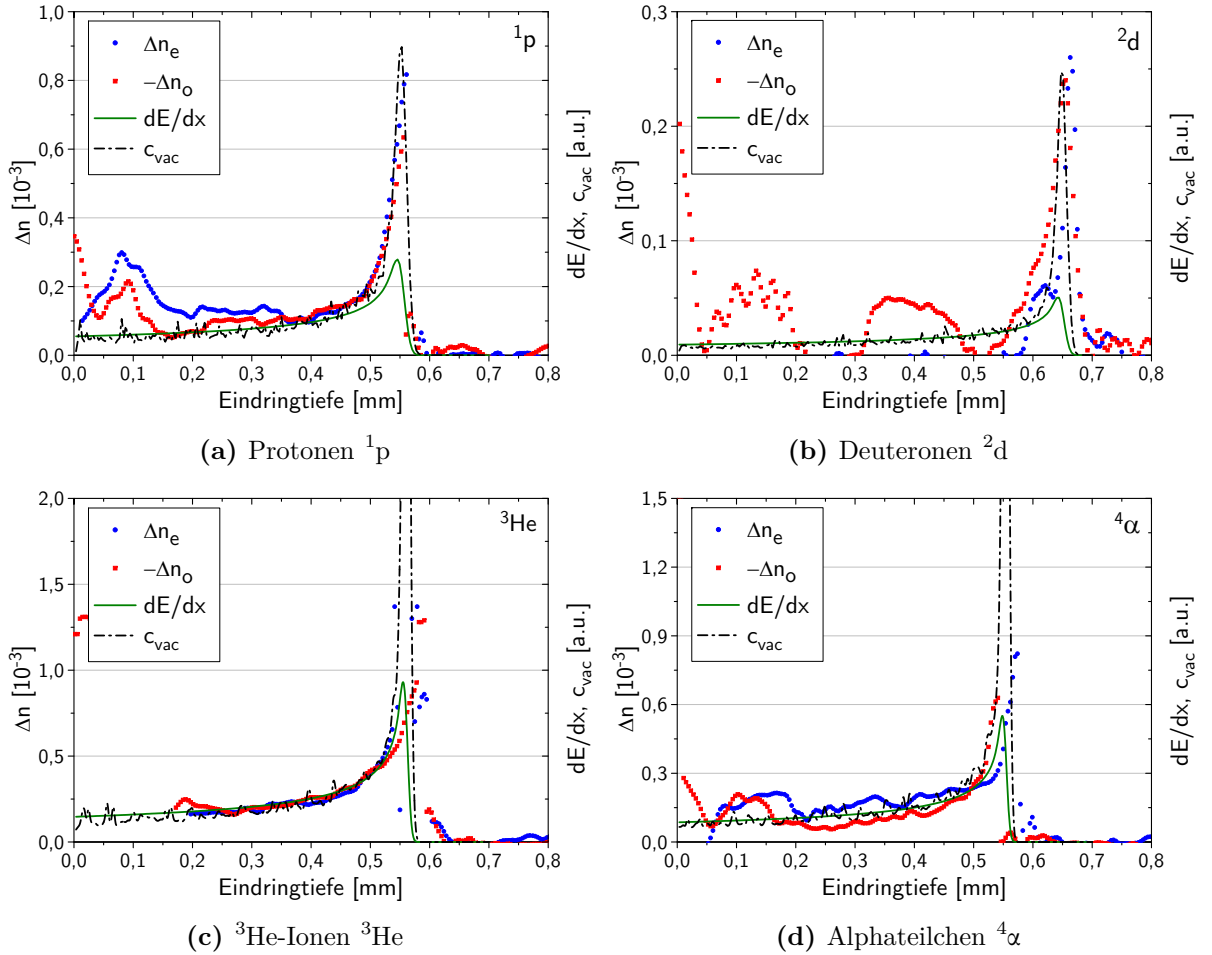 ¹p
Δnₑ
−Δnₒ
dE/dx
c_vac
1,0
0,8
0,6
0,4
0,2
0,0
Δn [10⁻³]
dE/dx, c_vac [a.u.]
0,0 0,1 0,2 0,3 0,4 0,5 0,6 0,7 0,8
Eindringtiefe [mm]
(a) Protonen ¹p
²d
Δnₑ
−Δnₒ
dE/dx
c_vac
0,3
0,2
0,1
0,0
Δn [10⁻³]
dE/dx, c_vac [a.u.]
0,0 0,1 0,2 0,3 0,4 0,5 0,6 0,7 0,8
Eindringtiefe [mm]
(b) Deuteronen ²d
³He
Δnₑ
−Δnₒ
dE/dx
c_vac
2,0
1,5
1,0
0,5
0,0
Δn [10⁻³]
dE/dx, c_vac [a.u.]
0,0 0,1 0,2 0,3 0,4 0,5 0,6 0,7 0,8
Eindringtiefe [mm]
(c) ³He-Ionen ³He
⁴α
Δnₑ
−Δnₒ
dE/dx
c_vac
1,5
1,2
0,9
0,6
0,3
0,0
Δn [10⁻³]
dE/dx, c_vac [a.u.]
0,0 0,1 0,2 0,3 0,4 0,5 0,6 0,7 0,8
Eindringtiefe [mm]
(d) Alphateilchen ⁴α